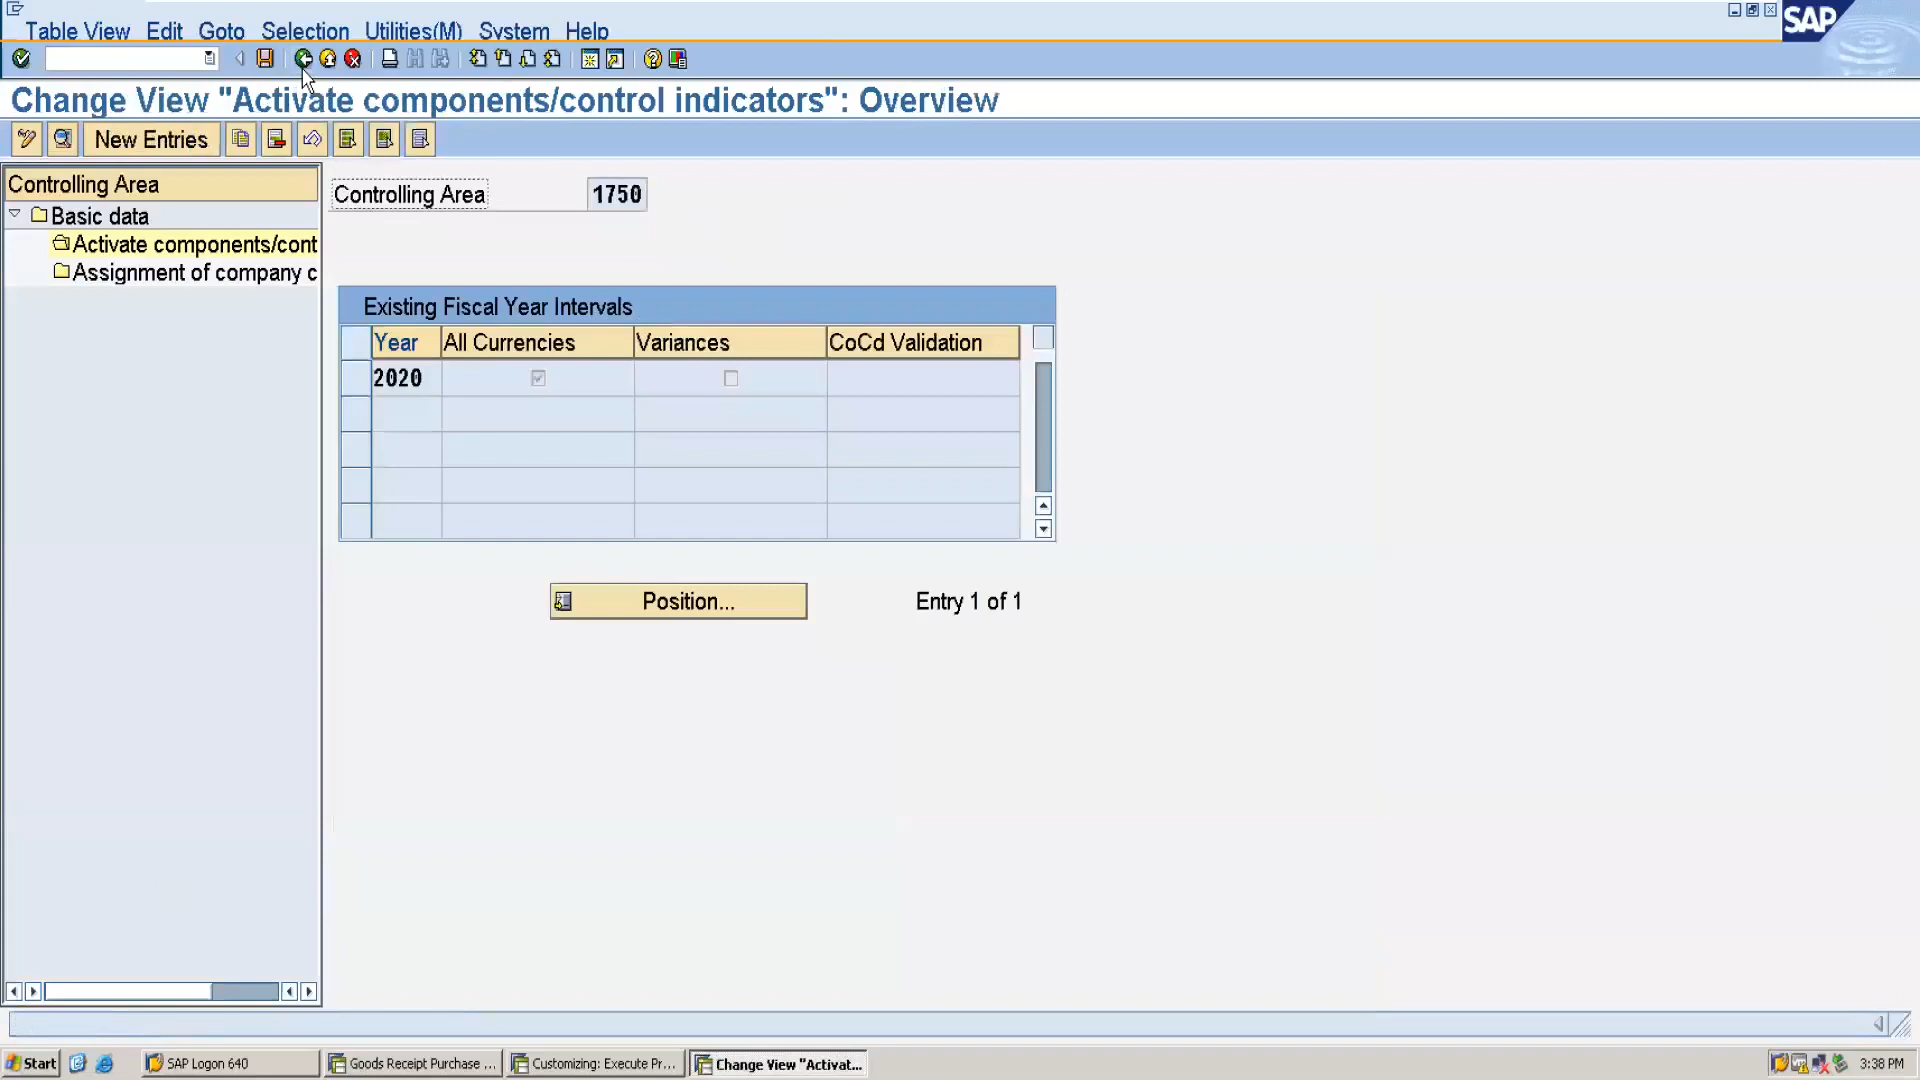 Table View Edit Goto Selection Utilities(M) System Help
SAP
Change View "Activate components/control indicators": Overview
New Entries
Controlling Area
Basic data
Activate components/cont
Assignment of company c
Controlling Area 1750
Existing Fiscal Year Intervals
Year All Currencies Variances CoCd Validation
2020
Position... Entry 1 of 1
Start SAP Logon 640 Goods Receipt Purchase ... Customizing: Execute Pr... Change View "Activat... 3:38 PM